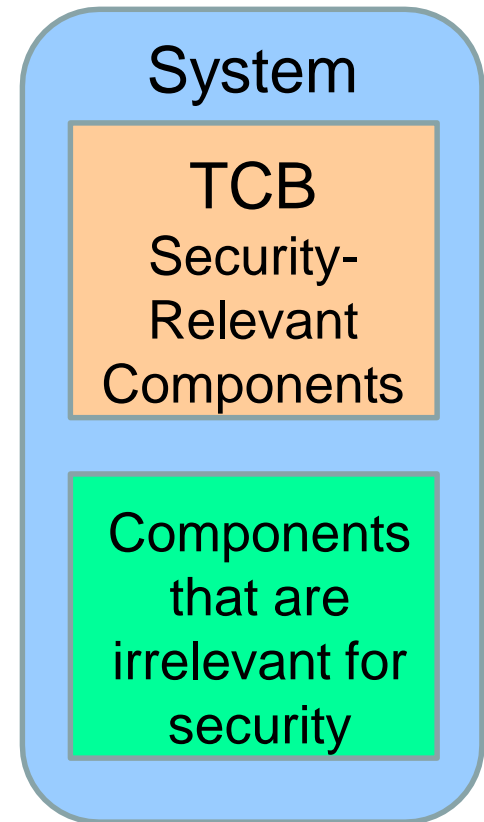 System
TCB
Security-
Relevant
Components
Components
that are
irrelevant for
security